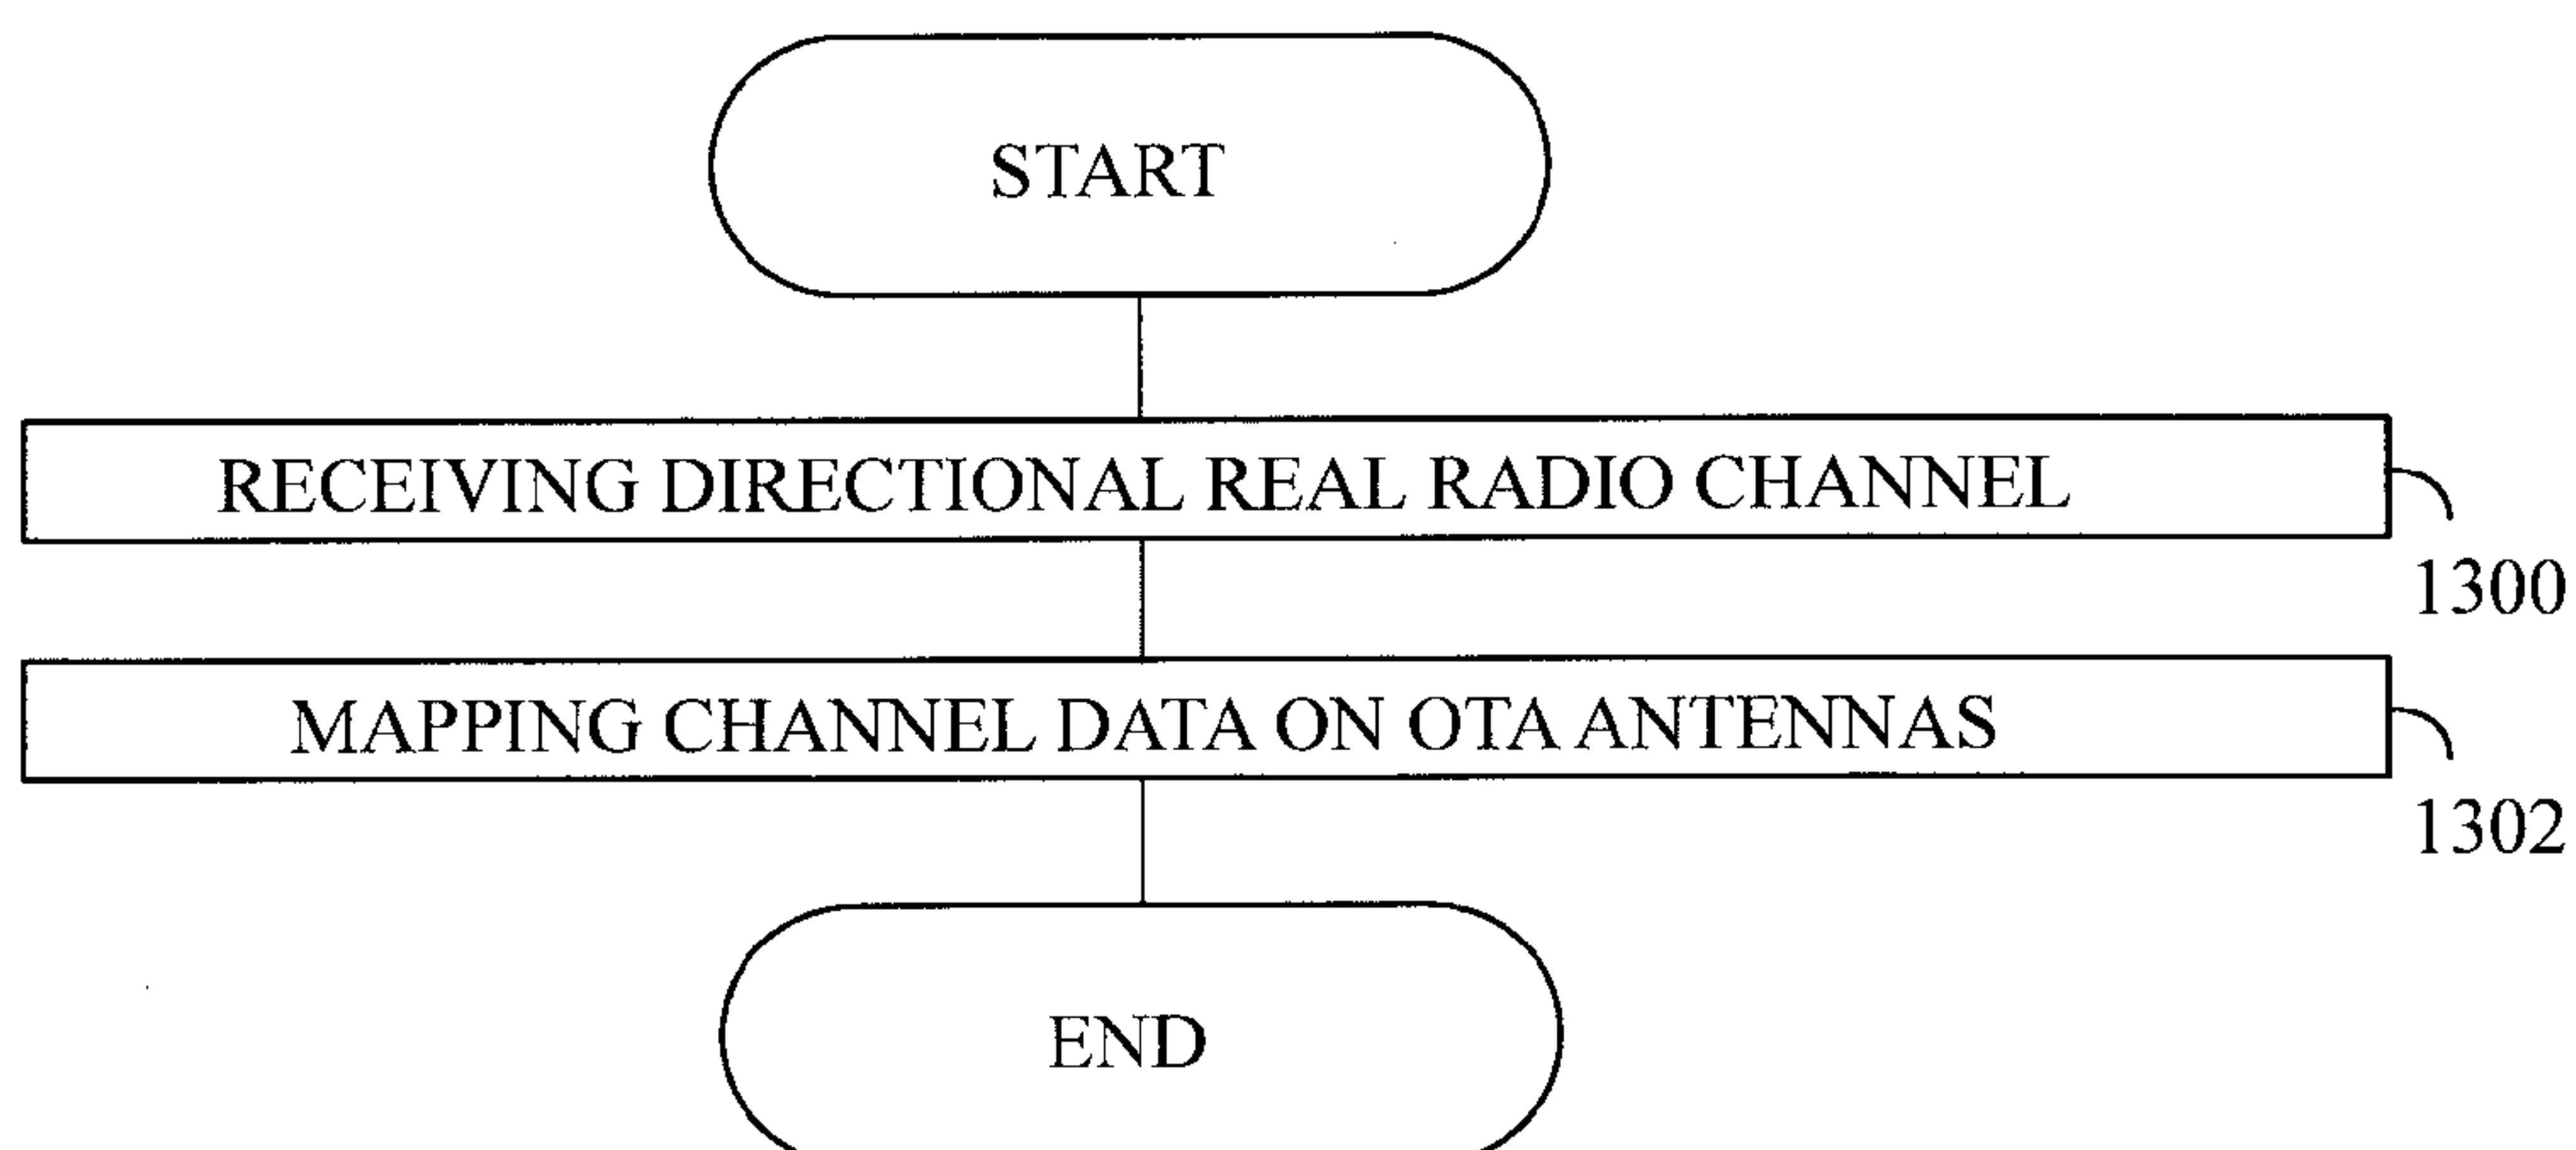 START
RECEIVING DIRECTIONAL REAL RADIO CHANNEL
1300
MAPPING CHANNEL DATA ON OTA ANTENNAS
1302
END